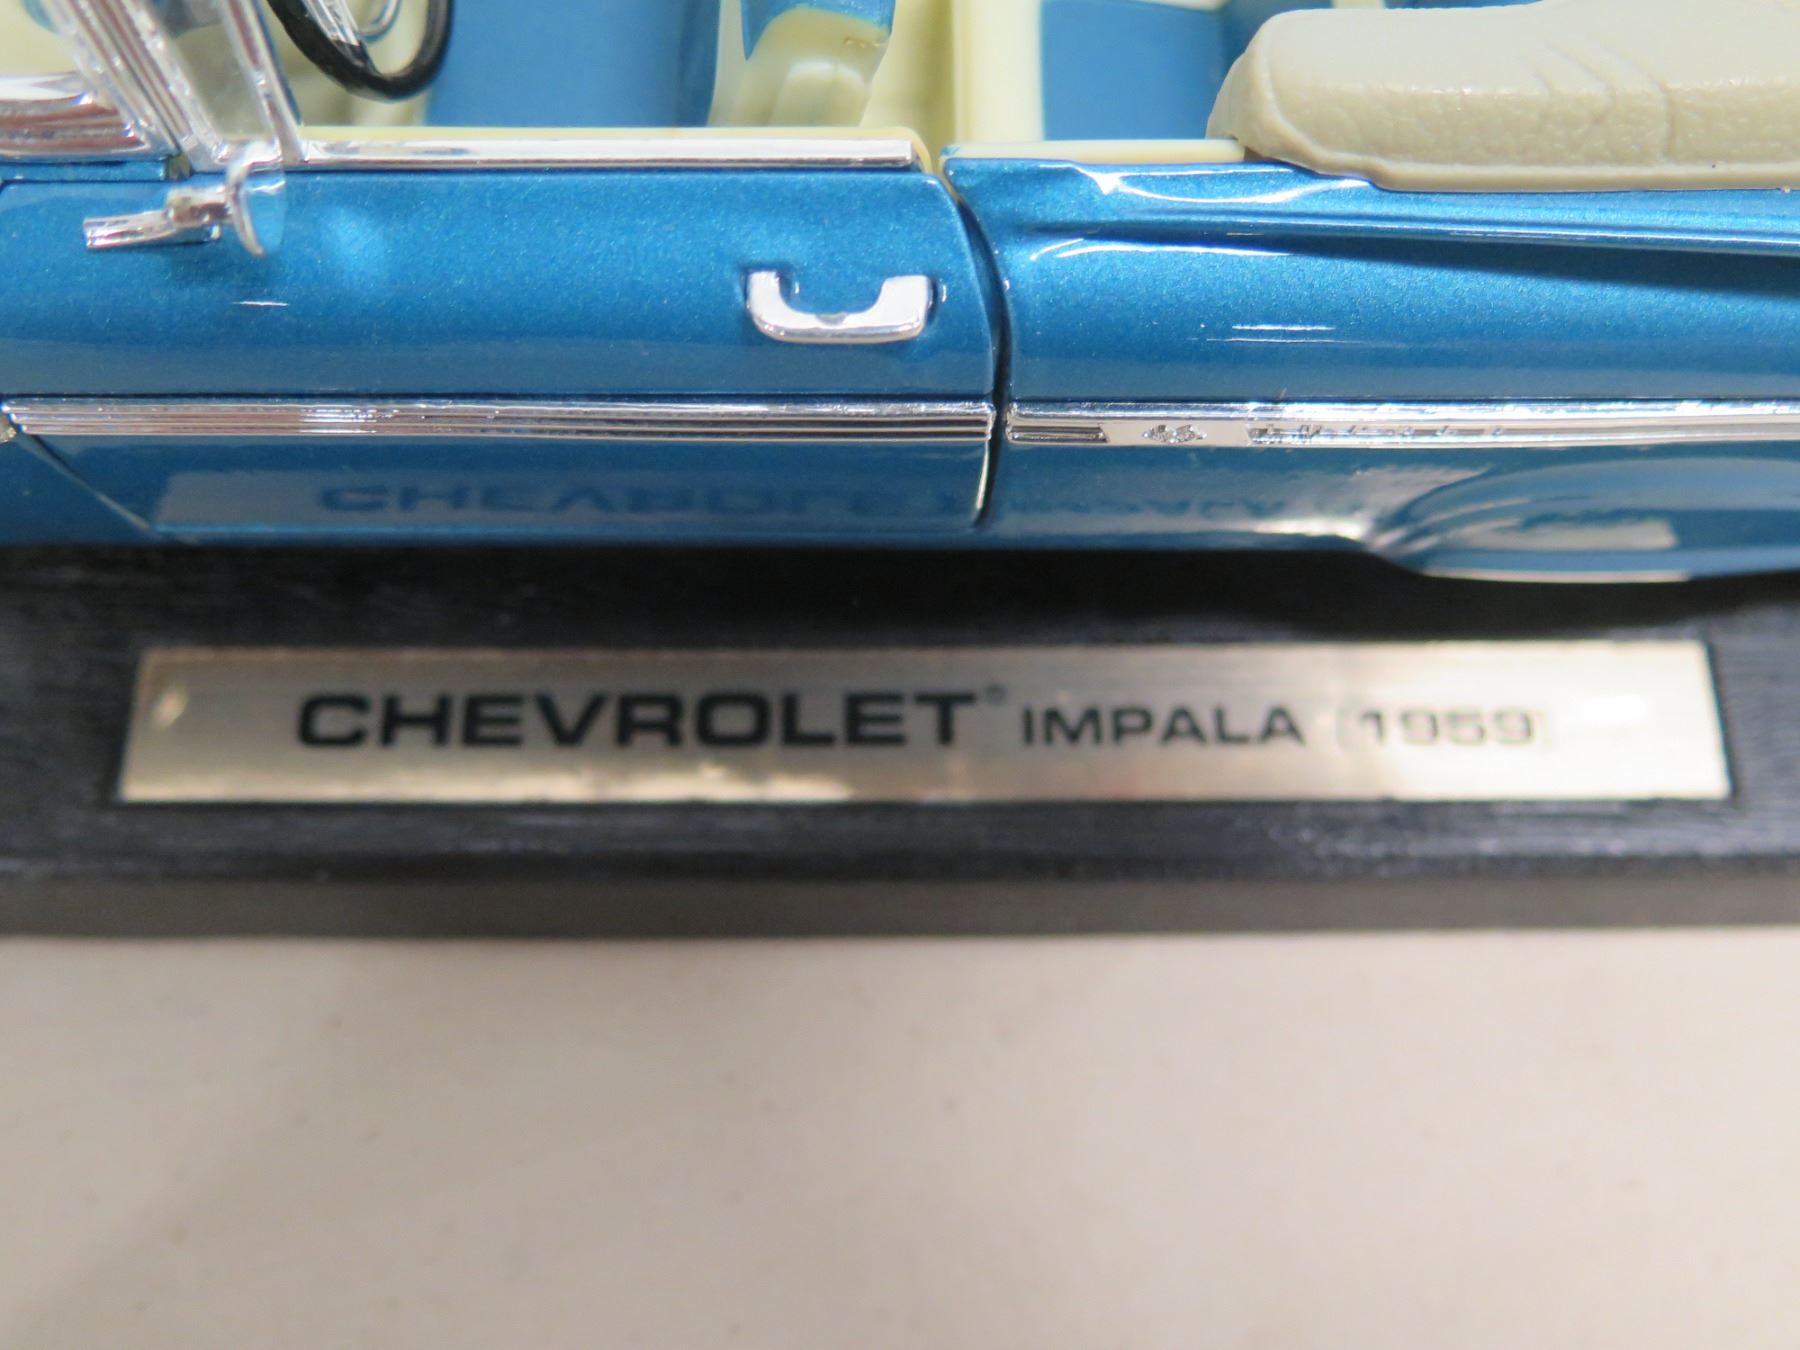 CHEVROLET® IMPALA [1959]